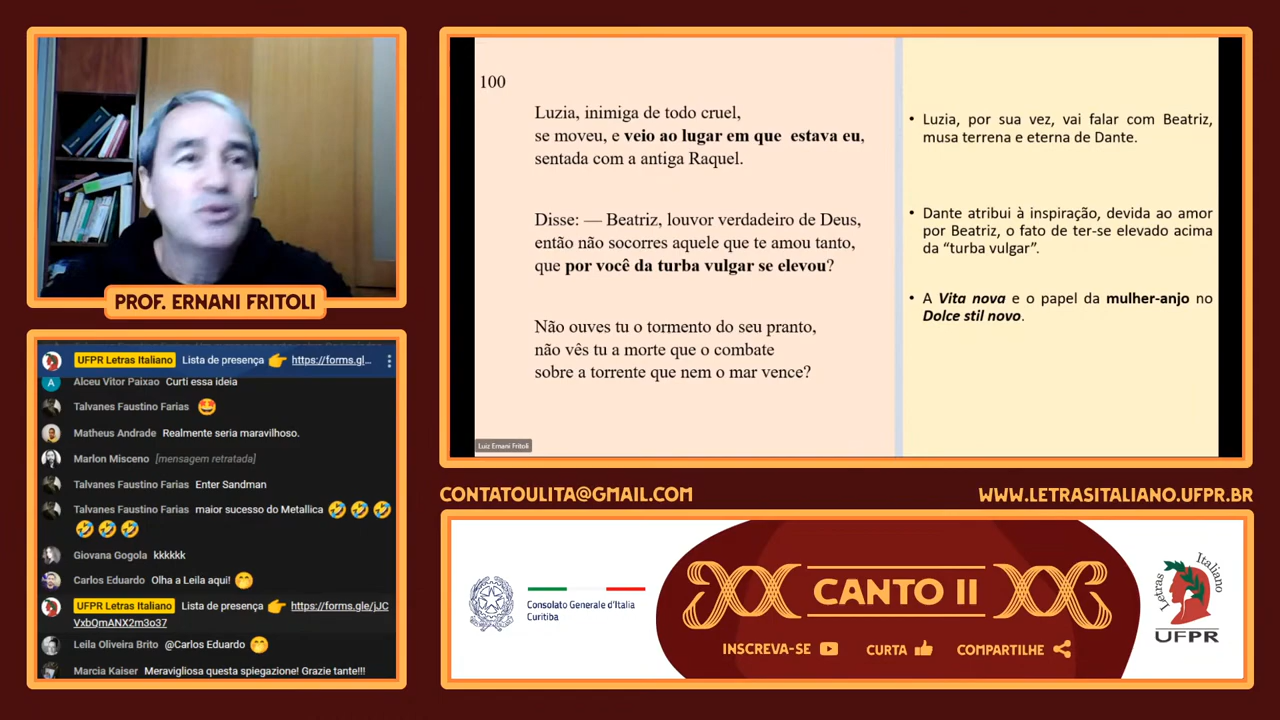 PROF. ERNANI FRITOLI
UFPR Letras Italiano Lista de presença 👉 https://forms.gl…
A Alceu Vitor Paixao Curti essa ideia
Talvanes Faustino Farias 🤩
Matheus Andrade Realmente seria maravilhoso.
Marlon Misceno [mensagem retratada]
Talvanes Faustino Farias Enter Sandman
Talvanes Faustino Farias maior sucesso do Metallica 🤣 🤣 🤣
🤣 🤣 🤣
Giovana Gogola kkkkkk
Carlos Eduardo Olha a Leila aqui! 🤭
UFPR Letras Italiano Lista de presença 👉 https://forms.gle/jJC
VxbQmANX2m3o37
Leila Oliveira Brito @Carlos Eduardo 🤭
Marcia Kaiser Meravigliosa questa spiegazione! Grazie tante!!!
100
Luzia, inimiga de todo cruel,
se moveu, e veio ao lugar em que estava eu,
sentada com a antiga Raquel.
Disse: — Beatriz, louvor verdadeiro de Deus,
então não socorres aquele que te amou tanto,
que por você da turba vulgar se elevou?
Não ouves tu o tormento do seu pranto,
não vês tu a morte que o combate
sobre a torrente que nem o mar vence?
Luiz Ernani Fritoli
• Luzia, por sua vez, vai falar com Beatriz,
musa terrena e eterna de Dante.
• Dante atribui à inspiração, devida ao amor
por Beatriz, o fato de ter-se elevado acima
da “turba vulgar”.
• A Vita nova e o papel da mulher-anjo no
Dolce stil novo.
CONTATOULITA@GMAIL.COM
WWW.LETRASITALIANO.UFPR.BR
Consolato Generale d'Italia
Curitiba
CANTO II
INSCREVA-SE
CURTA
COMPARTILHE
Letras Italiano
UFPR